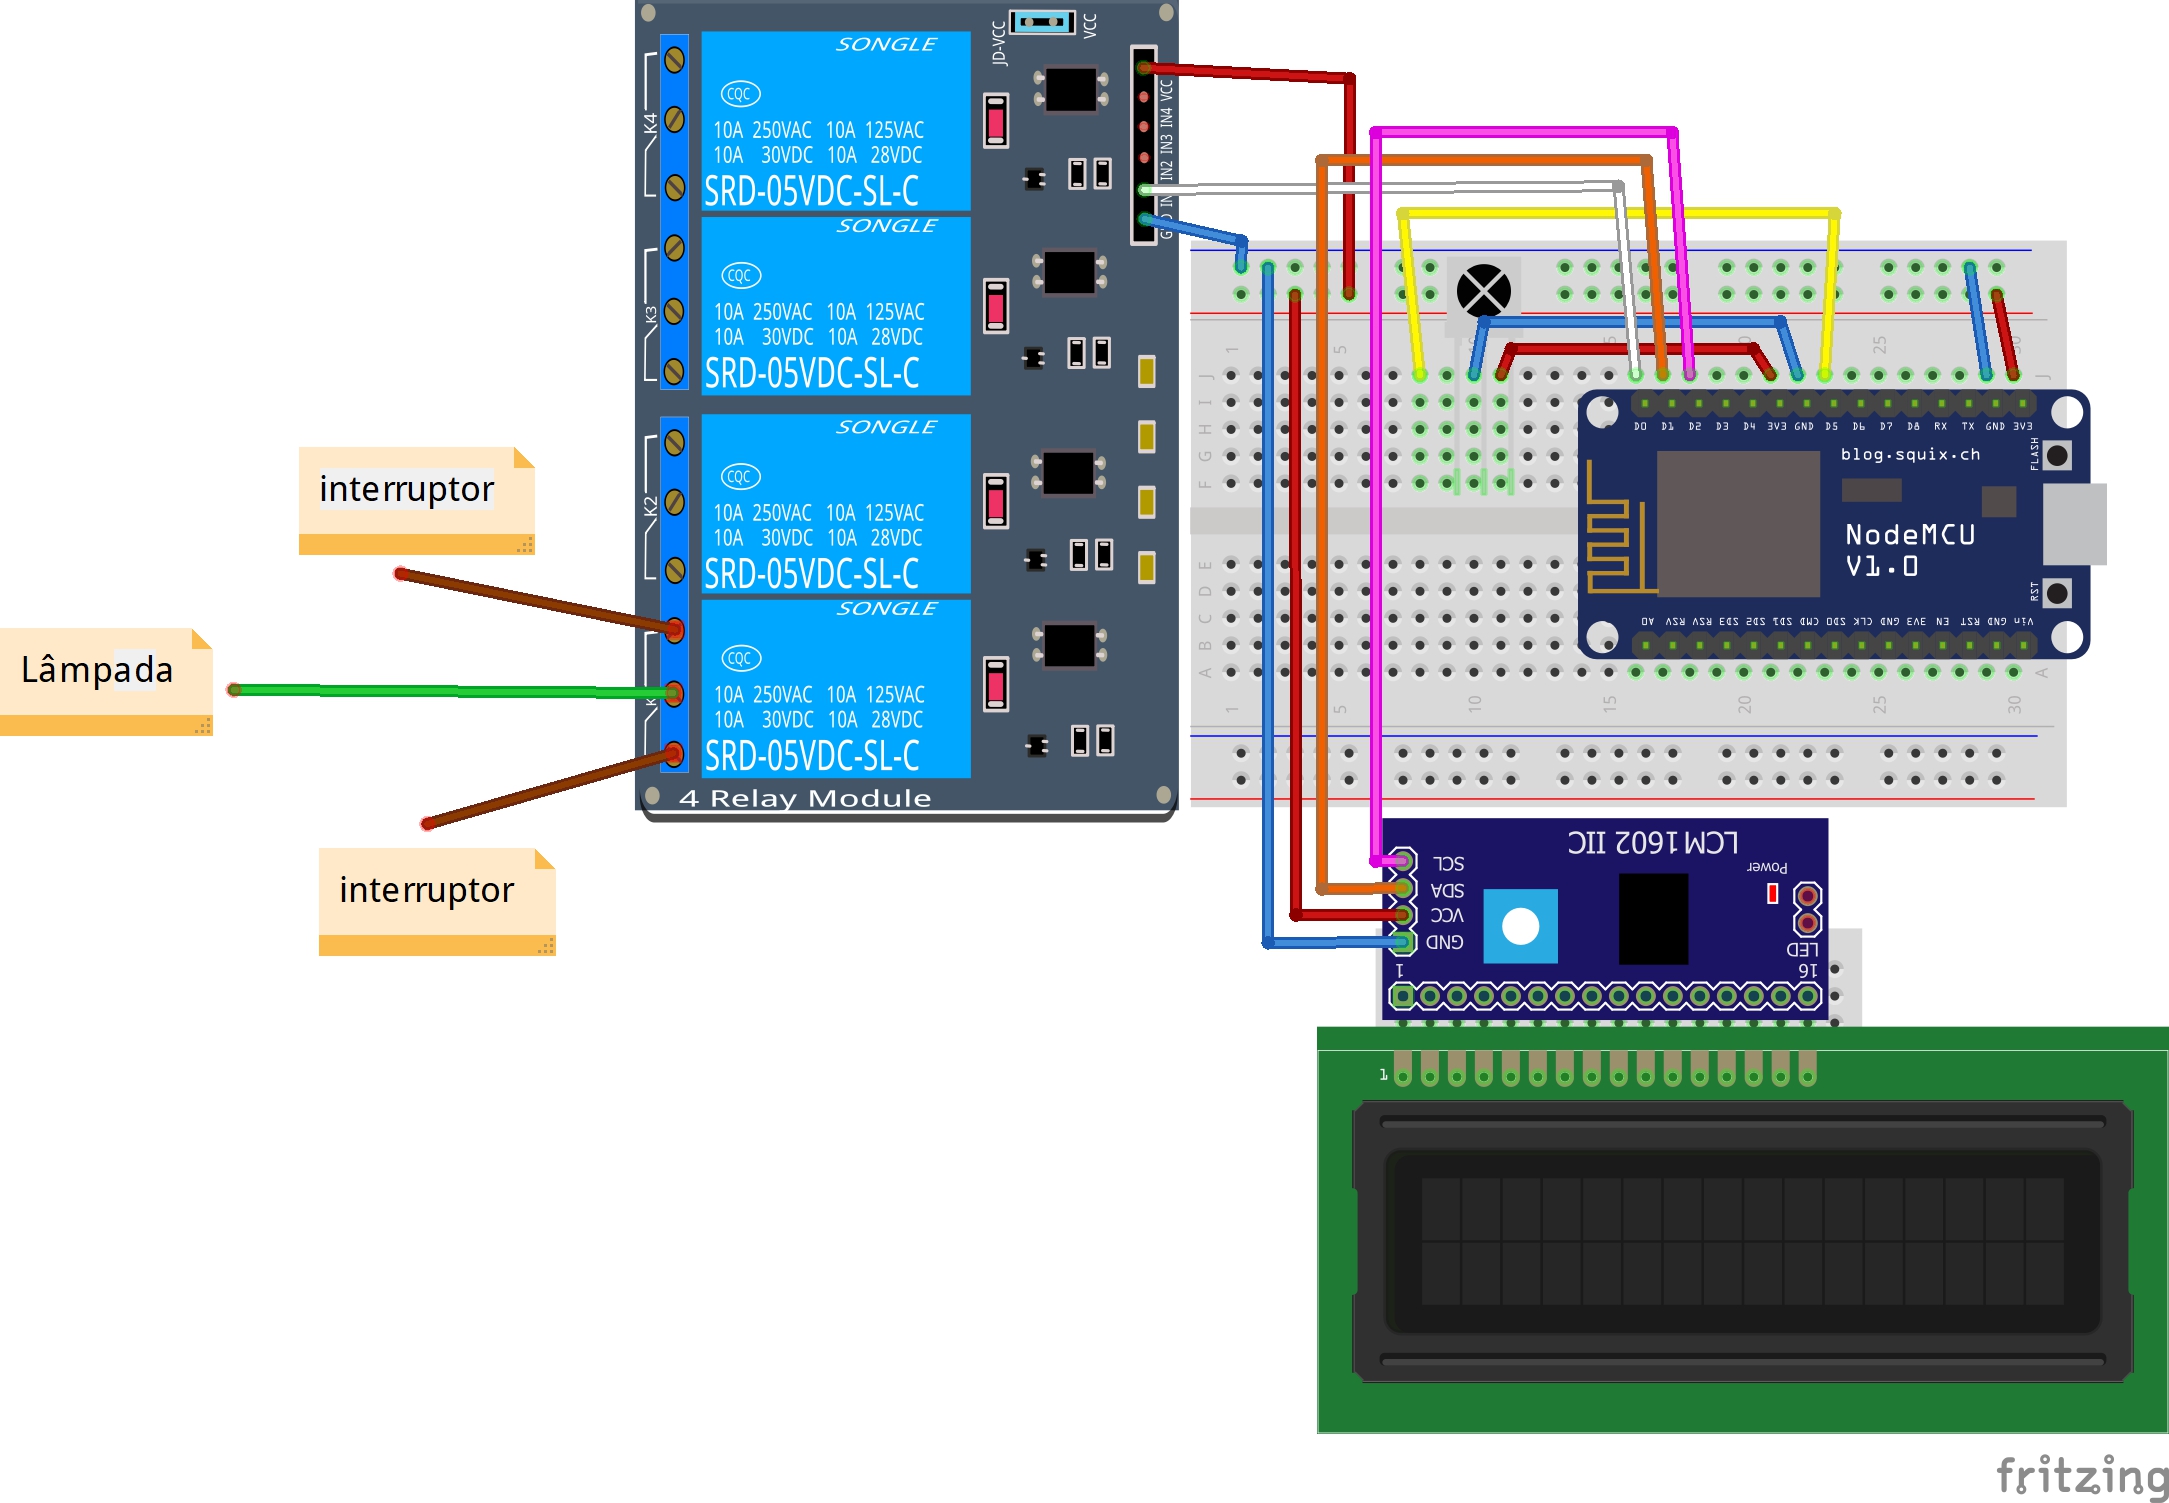 JD-VCC
VCC
SONGLE
CQC
10A 250VAC 10A 125VAC
10A 30VDC 10A 28VDC
SRD-05VDC-SL-C
K4
IN2 IN3 IN4 VCC
SONGLE
CQC
10A 250VAC 10A 125VAC
10A 30VDC 10A 28VDC
SRD-05VDC-SL-C
K3
SONGLE
CQC
10A 250VAC 10A 125VAC
10A 30VDC 10A 28VDC
SRD-05VDC-SL-C
K2
SONGLE
CQC
10A 250VAC 10A 125VAC
10A 30VDC 10A 28VDC
SRD-05VDC-SL-C
4 Relay Module
interruptor
Lâmpada
interruptor
1 5 25
J
I
H
G
F
E
D
C
B
A
1 5 10 15 20 25 30
J
A
D0 D1 D2 D3 D4 3V3 GND D5 D6 D7 D8 RX TX GND 3V3
blog.squix.ch
FLASH
NodeMCU
V1.0
RST
A0 RSV RSV SD3 SD2 SD1 CMD SD0 CLK GND 3V3 EN RST GND Vin
LCM1602 IIC
SCL
SDA
VCC
GND
Power
LED
1 16
1
fritzing